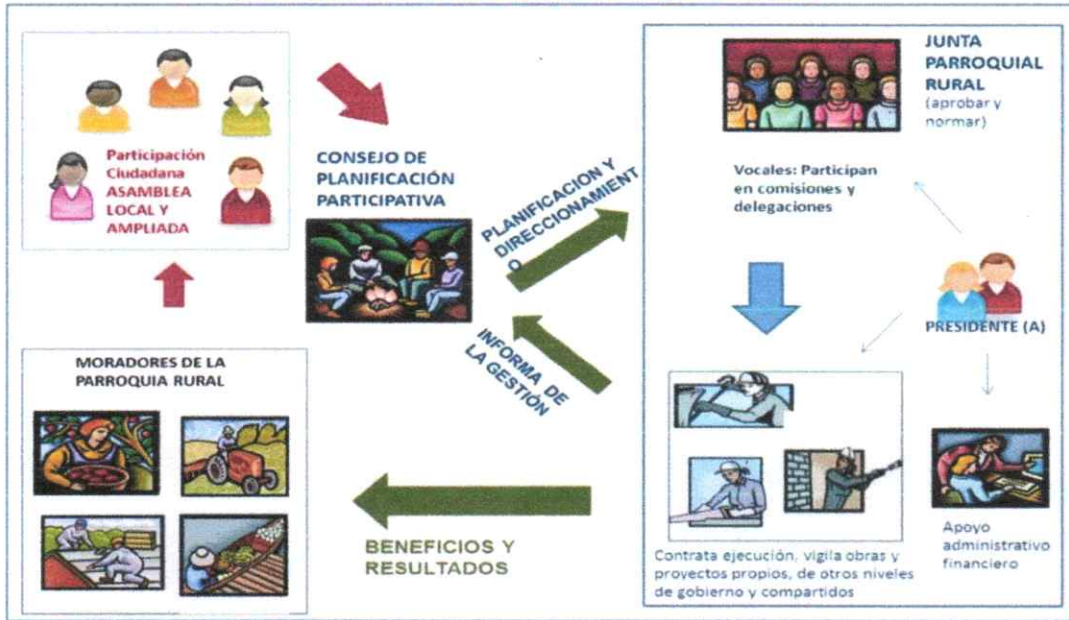 Participación
Ciudadana
ASAMBLEA
LOCAL Y
AMPLIADA
CONSEJO DE
PLANIFICACIÓN
PARTICIPATIVA
PLANIFICACION Y
DIRECCIONAMIENT
O
INFORMA DE
LA GESTIÓN
JUNTA
PARROQUIAL
RURAL
(aprobar y
normar)
Vocales: Participan
en comisiones y
delegaciones
PRESIDENTE (A)
MORADORES DE LA
PARROQUIA RURAL
BENEFICIOS Y
RESULTADOS
Contrata ejecución, vigila obras y
proyectos propios, de otros niveles
de gobierno y compartidos
Apoyo
administrativo
financiero